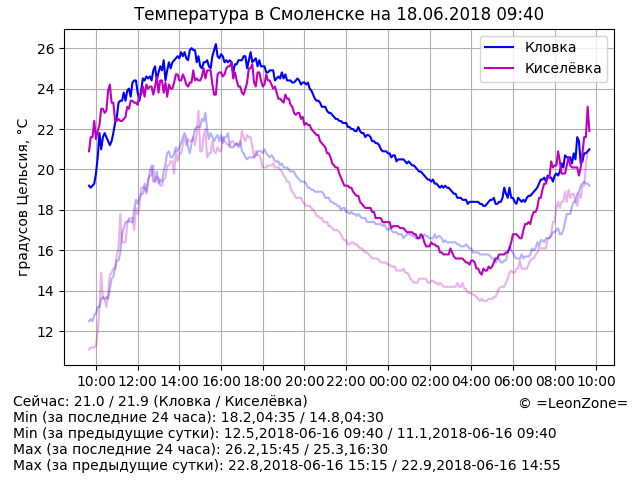 Температура в Смоленске на 18.06.2018 09:40
Кловка
Киселёвка
градусов Цельсия, °C
26
24
22
20
18
16
14
12
10:00 12:00 14:00 16:00 18:00 20:00 22:00 00:00 02:00 04:00 06:00 08:00 10:00
Сейчас: 21.0 / 21.9 (Кловка / Киселёвка)
© =LeonZone=
Min (за последние 24 часа): 18.2,04:35 / 14.8,04:30
Min (за предыдущие сутки): 12.5,2018-06-16 09:40 / 11.1,2018-06-16 09:40
Max (за последние 24 часа): 26.2,15:45 / 25.3,16:30
Max (за предыдущие сутки): 22.8,2018-06-16 15:15 / 22.9,2018-06-16 14:55